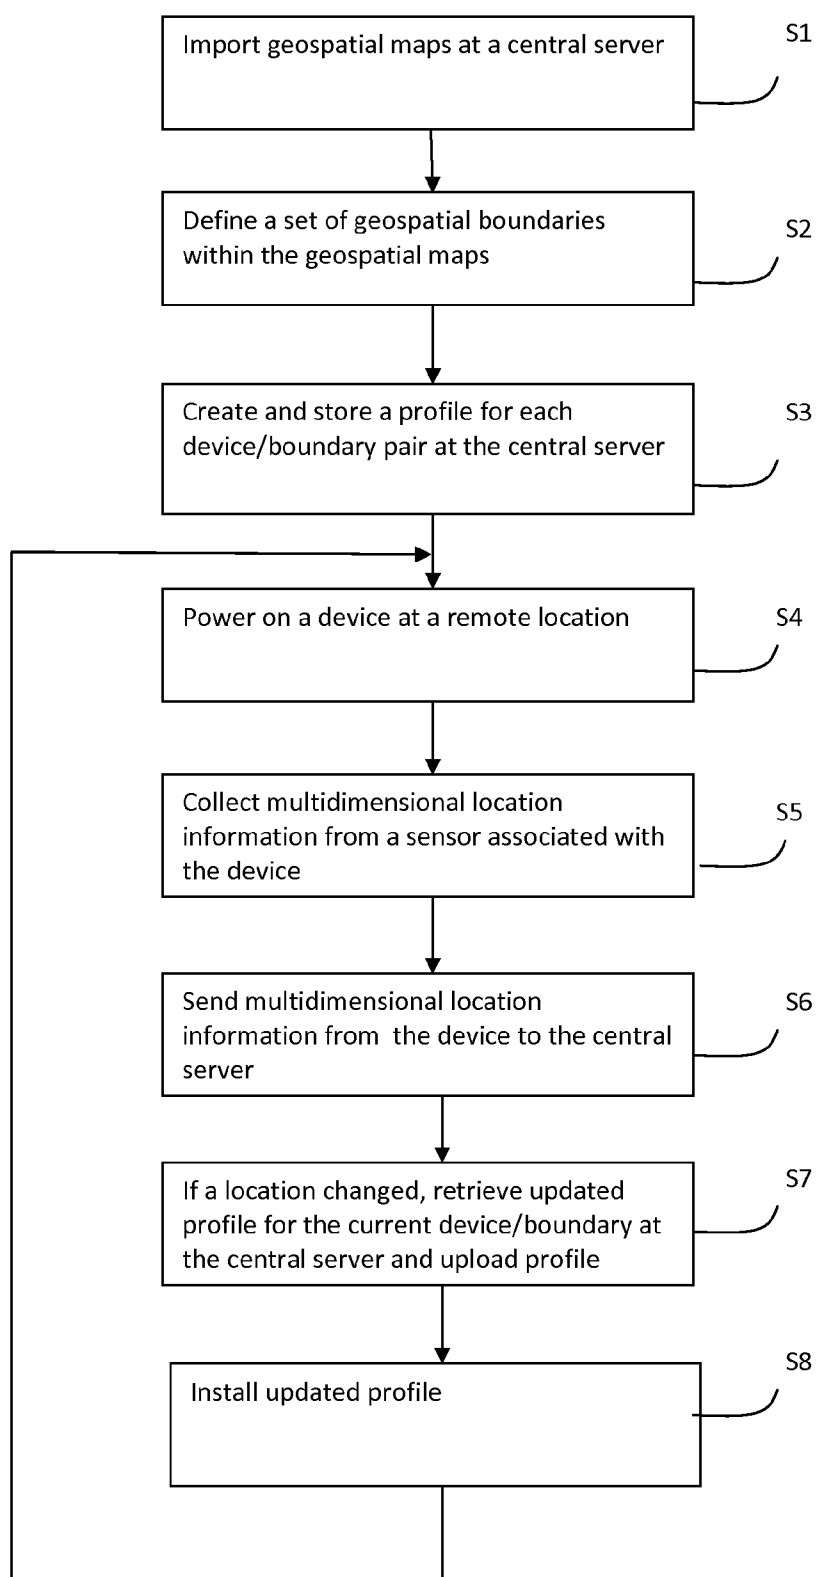 Import geospatial maps at a central server
S1
Define a set of geospatial boundaries
within the geospatial maps
S2
Create and store a profile for each
device/boundary pair at the central server
S3
Power on a device at a remote location
S4
Collect multidimensional location
information from a sensor associated with
the device
S5
Send multidimensional location
information from  the device to the central
server
S6
If a location changed, retrieve updated
profile for the current device/boundary at
the central server and upload profile
S7
Install updated profile
S8